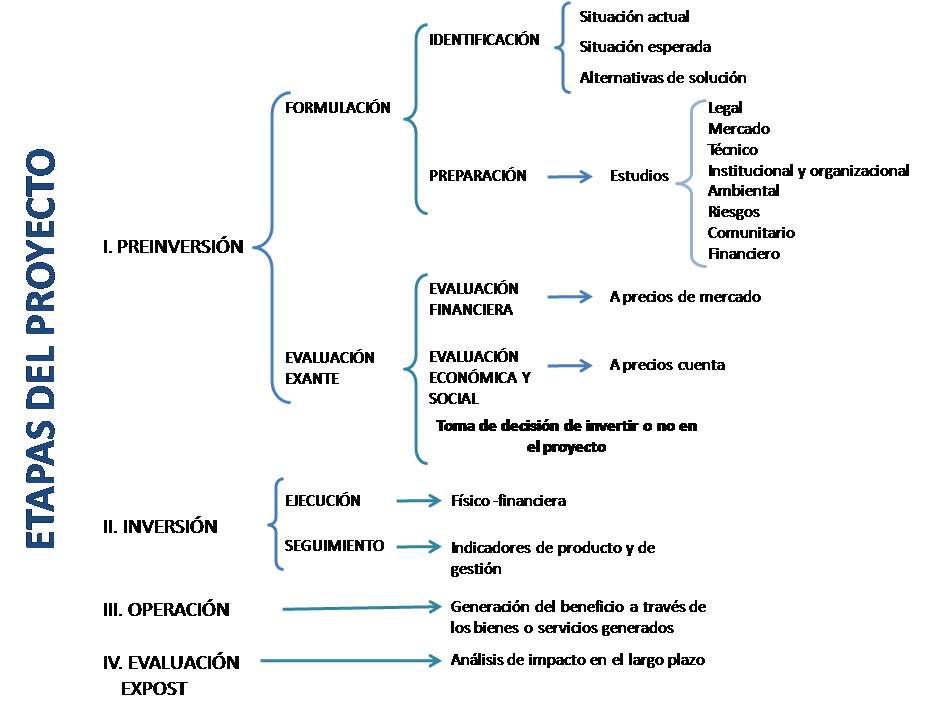 ETAPAS DEL PROYECTO
I. PREINVERSIÓN
FORMULACIÓN
IDENTIFICACIÓN
Situación actual
Situación esperada
Alternativas de solución
PREPARACIÓN
Estudios
Legal
Mercado
Técnico
Institucional y organizacional
Ambiental
Riesgos
Comunitario
Financiero
EVALUACIÓN
EXANTE
EVALUACIÓN
FINANCIERA
A precios de mercado
EVALUACIÓN
ECONÓMICA Y
SOCIAL
A precios cuenta
Toma de decisión de invertir o no en
el proyecto
II. INVERSIÓN
EJECUCIÓN
Físico -financiera
SEGUIMIENTO
Indicadores de producto y de
gestión
III. OPERACIÓN
Generación del beneficio a través de
los bienes o servicios generados
IV. EVALUACIÓN
EXPOST
Análisis de impacto en el largo plazo